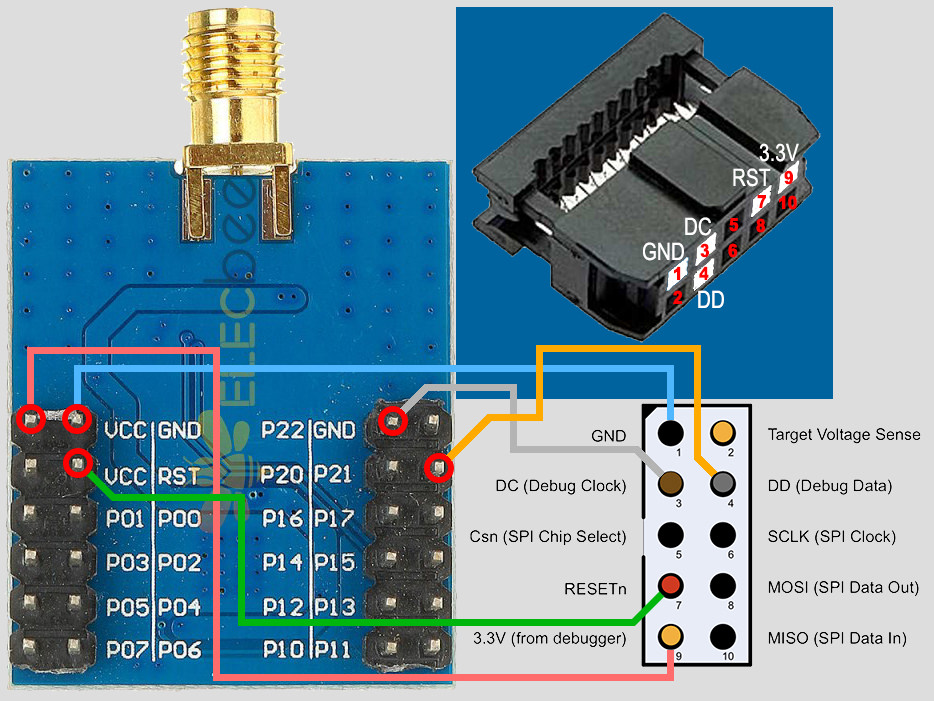 ELECbee
3.3V
RST 9
7 10
DC 5 8
GND 3 6
1 4
2 DD
VCC GND
VCC RST
P01 P00
P03 P02
P05 P04
P07 P06
P22 GND
P20 P21
P16 P17
P14 P15
P12 P13
P10 P11
GND 1 2 Target Voltage Sense
DC (Debug Clock) 3 4 DD (Debug Data)
Csn (SPI Chip Select) 5 6 SCLK (SPI Clock)
RESETn 7 8 MOSI (SPI Data Out)
3.3V (from debugger) 9 10 MISO (SPI Data In)